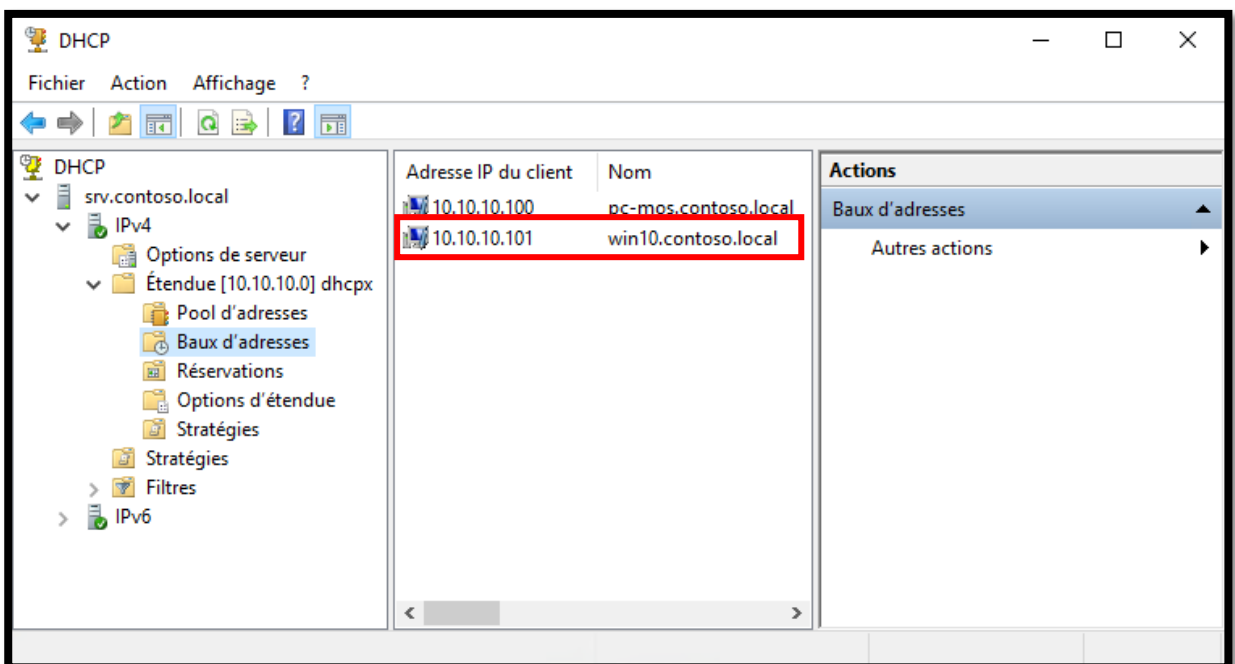 DHCP
Fichier Action Affichage ?
DHCP
srv.contoso.local
IPv4
Options de serveur
Étendue [10.10.10.0] dhcpx
Pool d'adresses
Baux d'adresses
Réservations
Options d'étendue
Stratégies
Stratégies
Filtres
IPv6
Adresse IP du client Nom
10.10.10.100 pc-mos.contoso.local
10.10.10.101 win10.contoso.local
Actions
Baux d'adresses
Autres actions